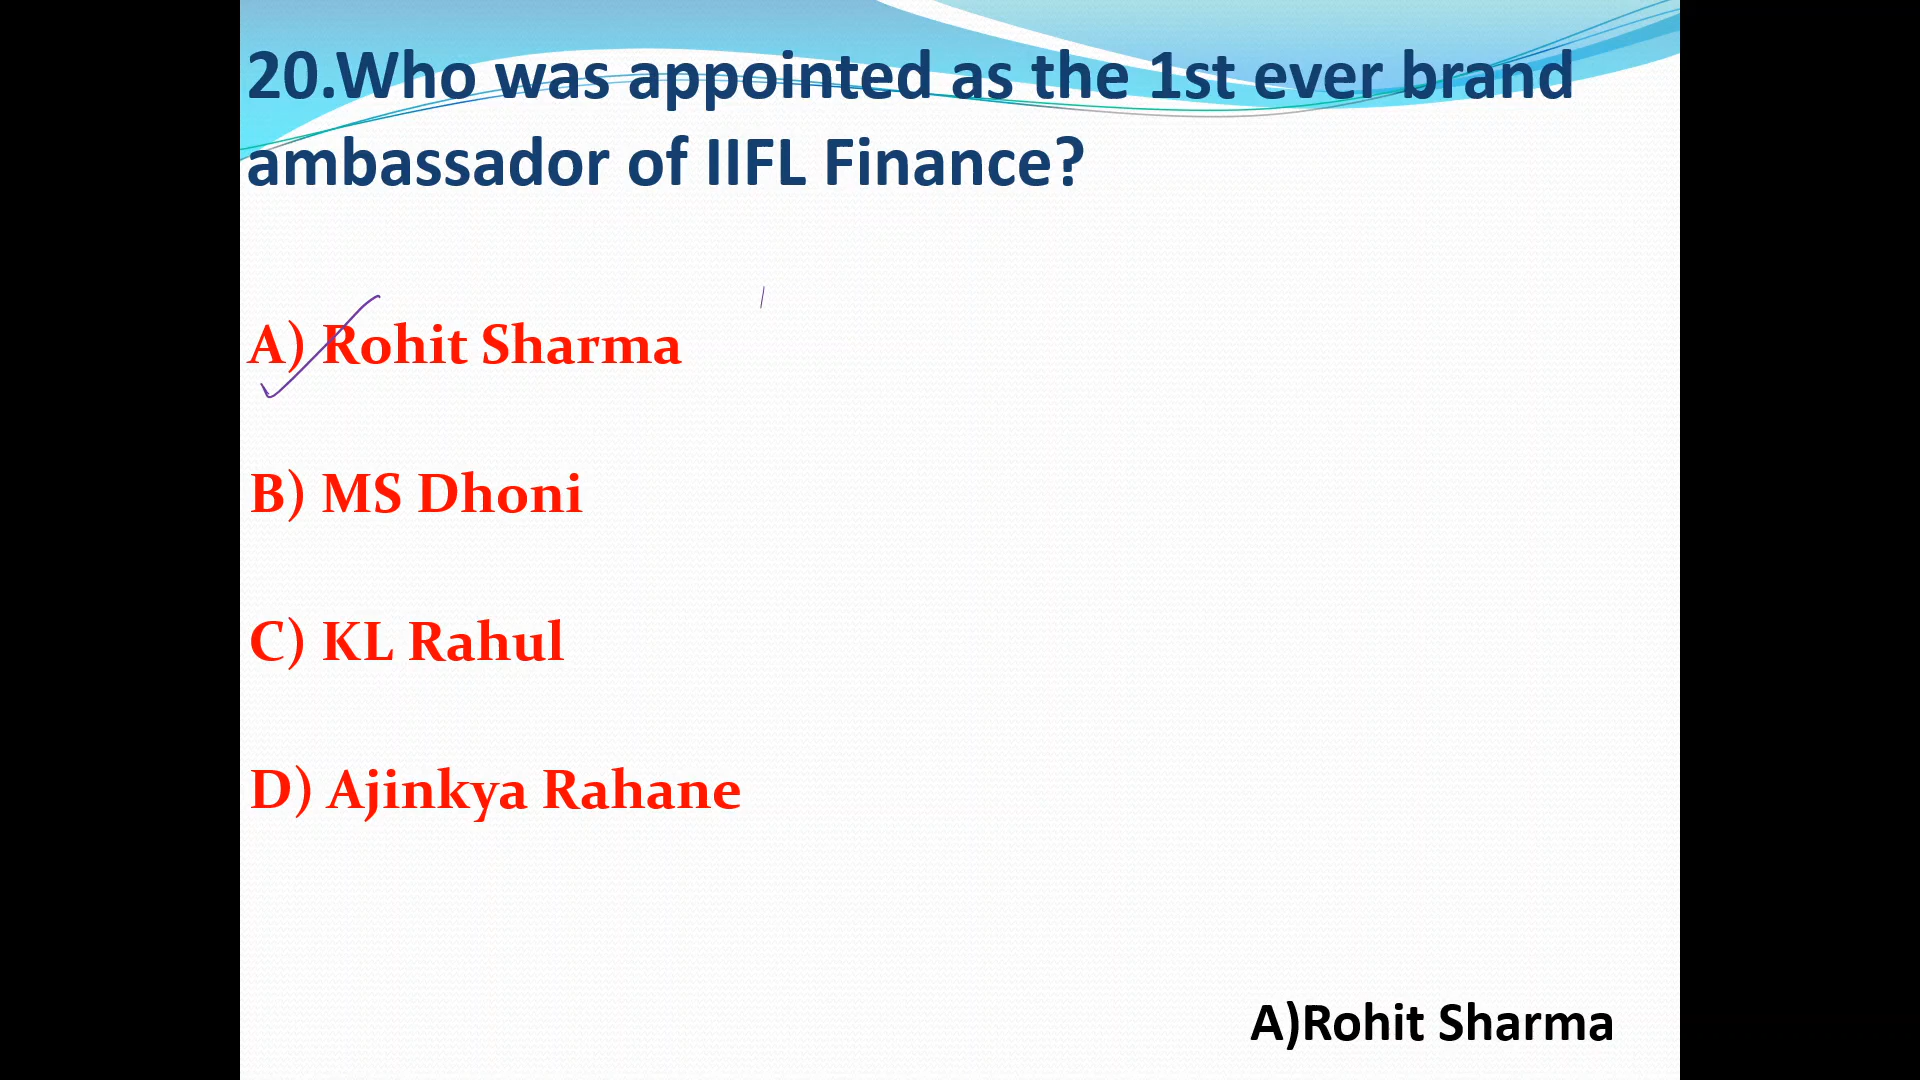 20.Who was appointed as the 1st ever brand
ambassador of IIFL Finance?
A) Rohit Sharma
B) MS Dhoni
C) KL Rahul
D) Ajinkya Rahane
A)Rohit Sharma